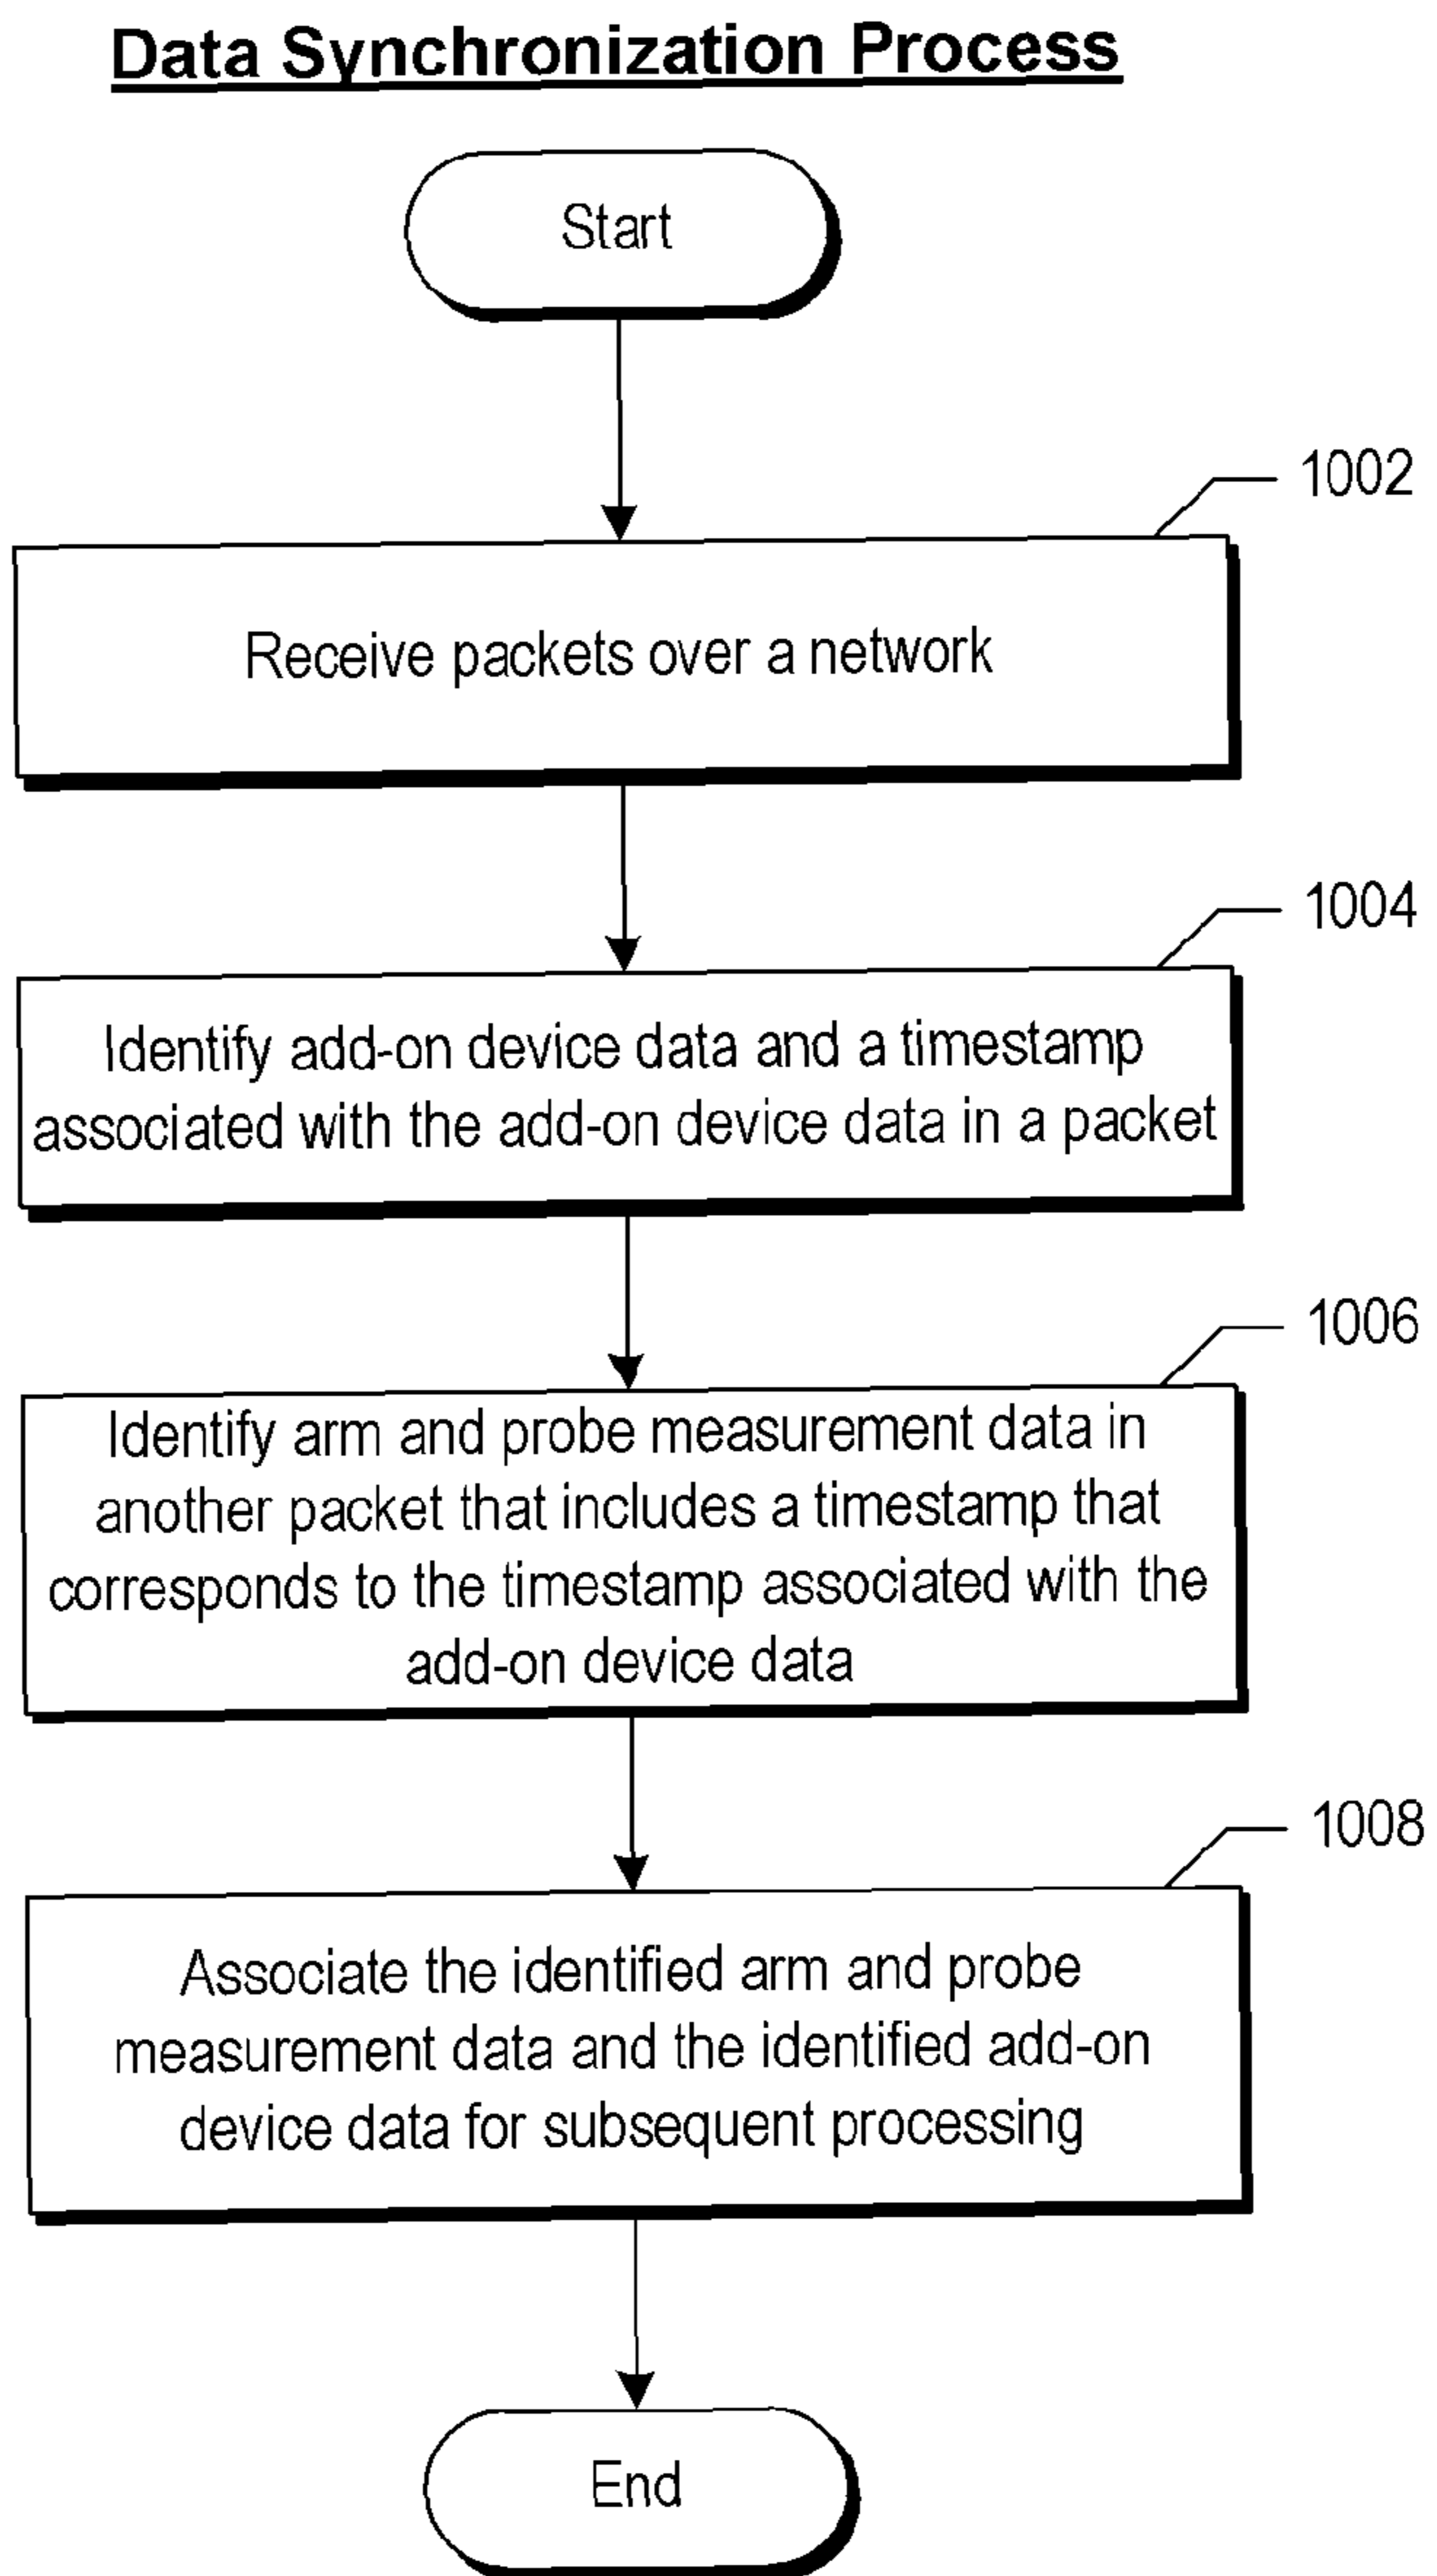 Data Synchronization Process
Start
1002
Receive packets over a network
1004
Identify add-on device data and a timestamp
associated with the add-on device data in a packet
1006
Identify arm and probe measurement data in
another packet that includes a timestamp that
corresponds to the timestamp associated with the
add-on device data
1008
Associate the identified arm and probe
measurement data and the identified add-on
device data for subsequent processing
End